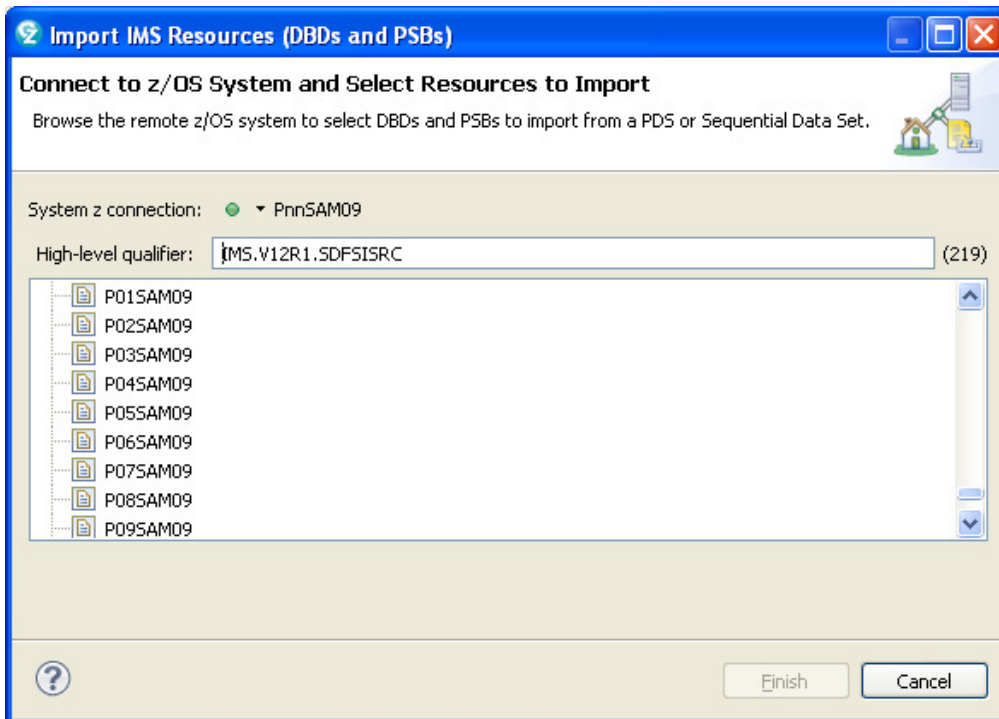 Import IMS Resources (DBDs and PSBs)
Connect to z/OS System and Select Resources to Import
Browse the remote z/OS system to select DBDs and PSBs to import from a PDS or Sequential Data Set.
System z connection: PnnSAM09
High-level qualifier: IMS.V12R1.SDFSISRC (219)
P01SAM09
P02SAM09
P03SAM09
P04SAM09
P05SAM09
P06SAM09
P07SAM09
P08SAM09
P09SAM09
? Finish Cancel